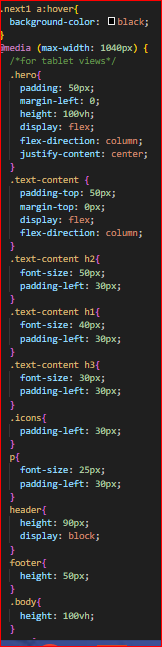 .next1 a:hover{
background-color: black;
}
@media (max-width: 1040px) {
/*for tablet views*/
.hero{
padding: 50px;
margin-left: 0;
height: 100vh;
display: flex;
flex-direction: column;
justify-content: center;
}
.text-content {
padding-top: 50px;
margin-top: 0px;
display: flex;
flex-direction: column;
}
.text-content h2{
font-size: 50px;
padding-left: 30px;
}
.text-content h1{
font-size: 40px;
padding-left: 30px;
}
.text-content h3{
font-size: 30px;
padding-left: 30px;
}
.icons{
padding-left: 30px;
}
p{
font-size: 25px;
padding-left: 30px;
}
header{
height: 90px;
display: block;
}
footer{
height: 50px;
}
.body{
height: 100vh;
}